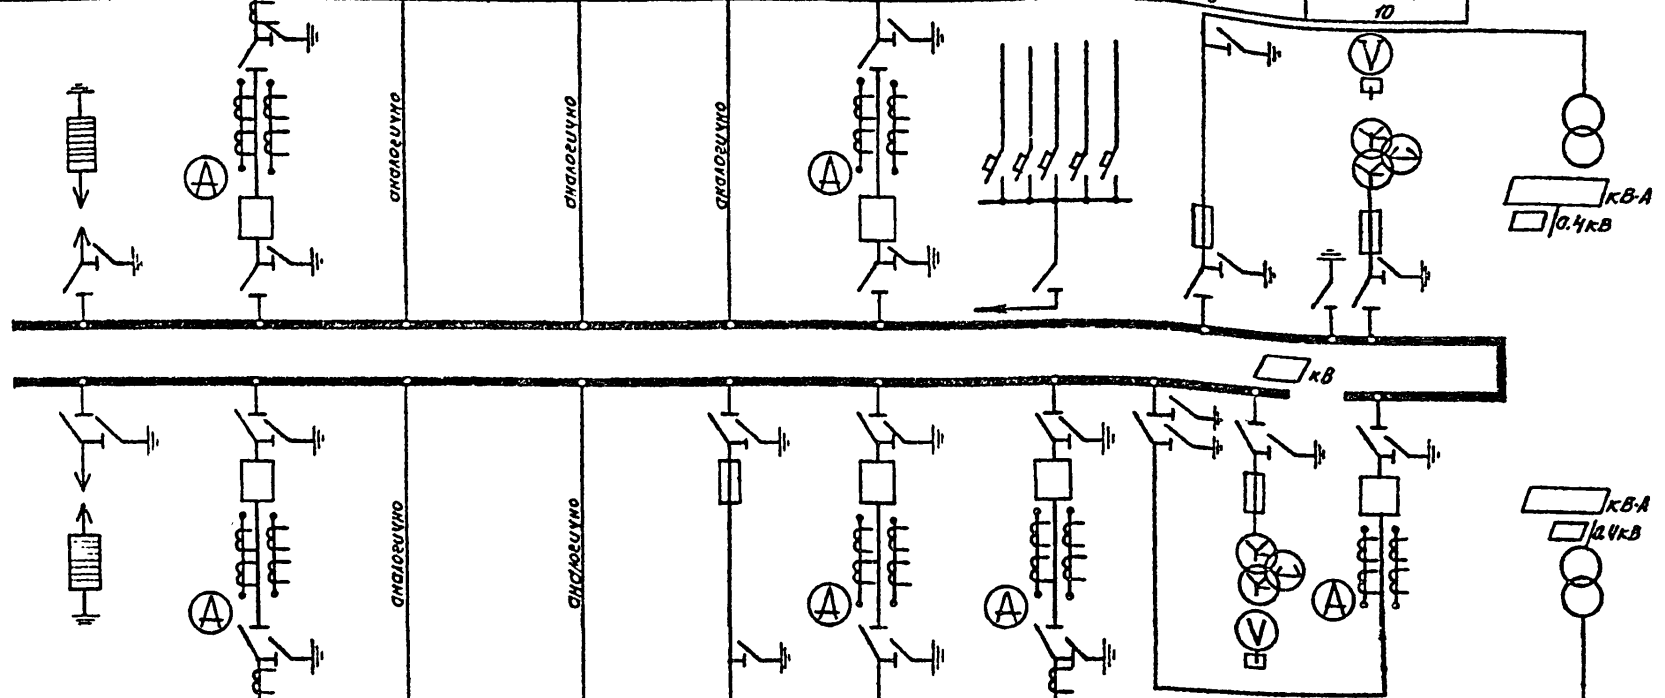 10
V
аналогично
аналогично
аналогично
А
А
кВ·А
0.4кВ
кВ
аналогично
аналогично
кВ·А
0.4кВ
А
А
А
А
V